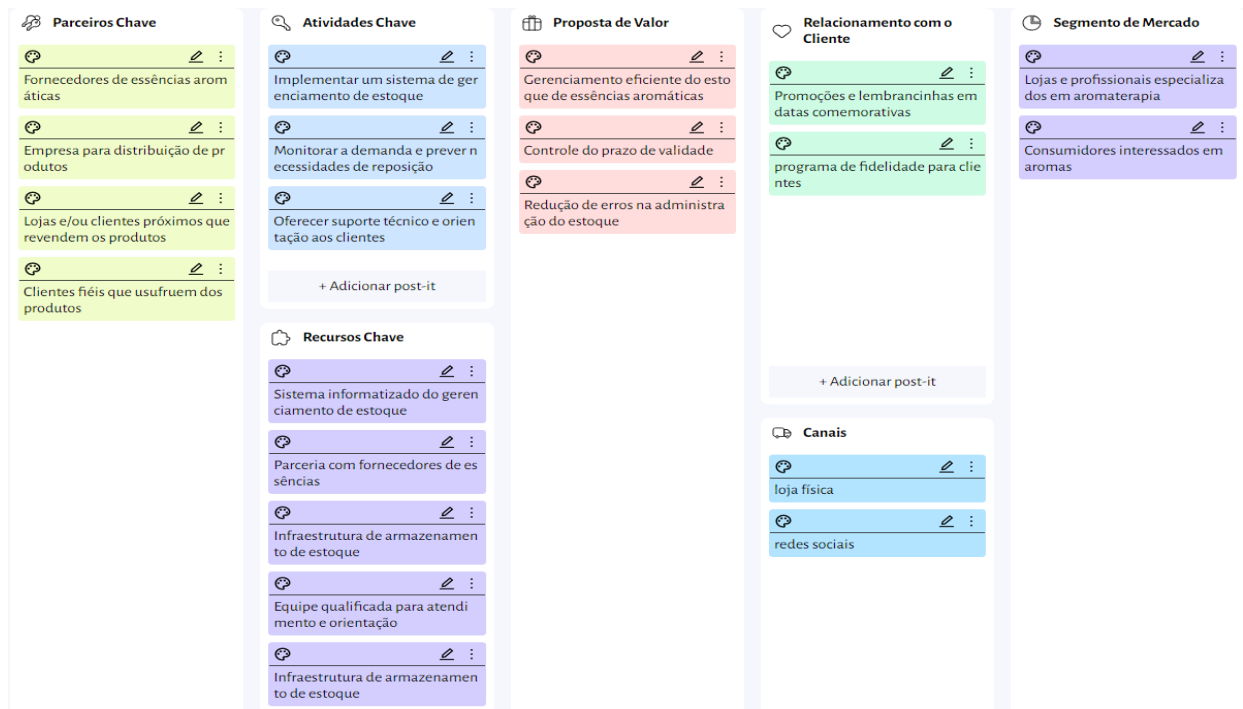 Parceiros Chave
Fornecedores de essências arom
áticas
Empresa para distribuição de pr
odutos
Lojas e/ou clientes próximos que
revendem os produtos
Clientes fiéis que usufruem dos
produtos
Atividades Chave
Implementar um sistema de ger
enciamento de estoque
Monitorar a demanda e prever n
ecessidades de reposição
Oferecer suporte técnico e orien
tação aos clientes
+ Adicionar post-it
Recursos Chave
Sistema informatizado do geren
ciamento de estoque
Parceria com fornecedores de es
sências
Infraestrutura de armazenamen
to de estoque
Equipe qualificada para atendi
mento e orientação
Infraestrutura de armazenamen
to de estoque
Proposta de Valor
Gerenciamento eficiente do esto
que de essências aromáticas
Controle do prazo de validade
Redução de erros na administra
ção do estoque
Relacionamento com o
Cliente
Promoções e lembrancinhas em
datas comemorativas
programa de fidelidade para clie
ntes
+ Adicionar post-it
Canais
loja física
redes sociais
Segmento de Mercado
Lojas e profissionais especializa
dos em aromaterapia
Consumidores interessados em
aromas